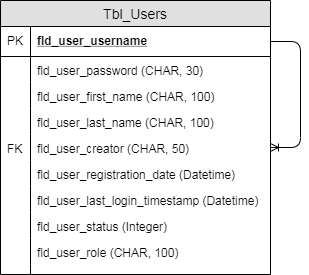 Tbl_Users
PK fld_user_username
fld_user_password (CHAR, 30)
fld_user_first_name (CHAR, 100)
fld_user_last_name (CHAR, 100)
FK fld_user_creator (CHAR, 50)
fld_user_registration_date (Datetime)
fld_user_last_login_timestamp (Datetime)
fld_user_status (Integer)
fld_user_role (CHAR, 100)